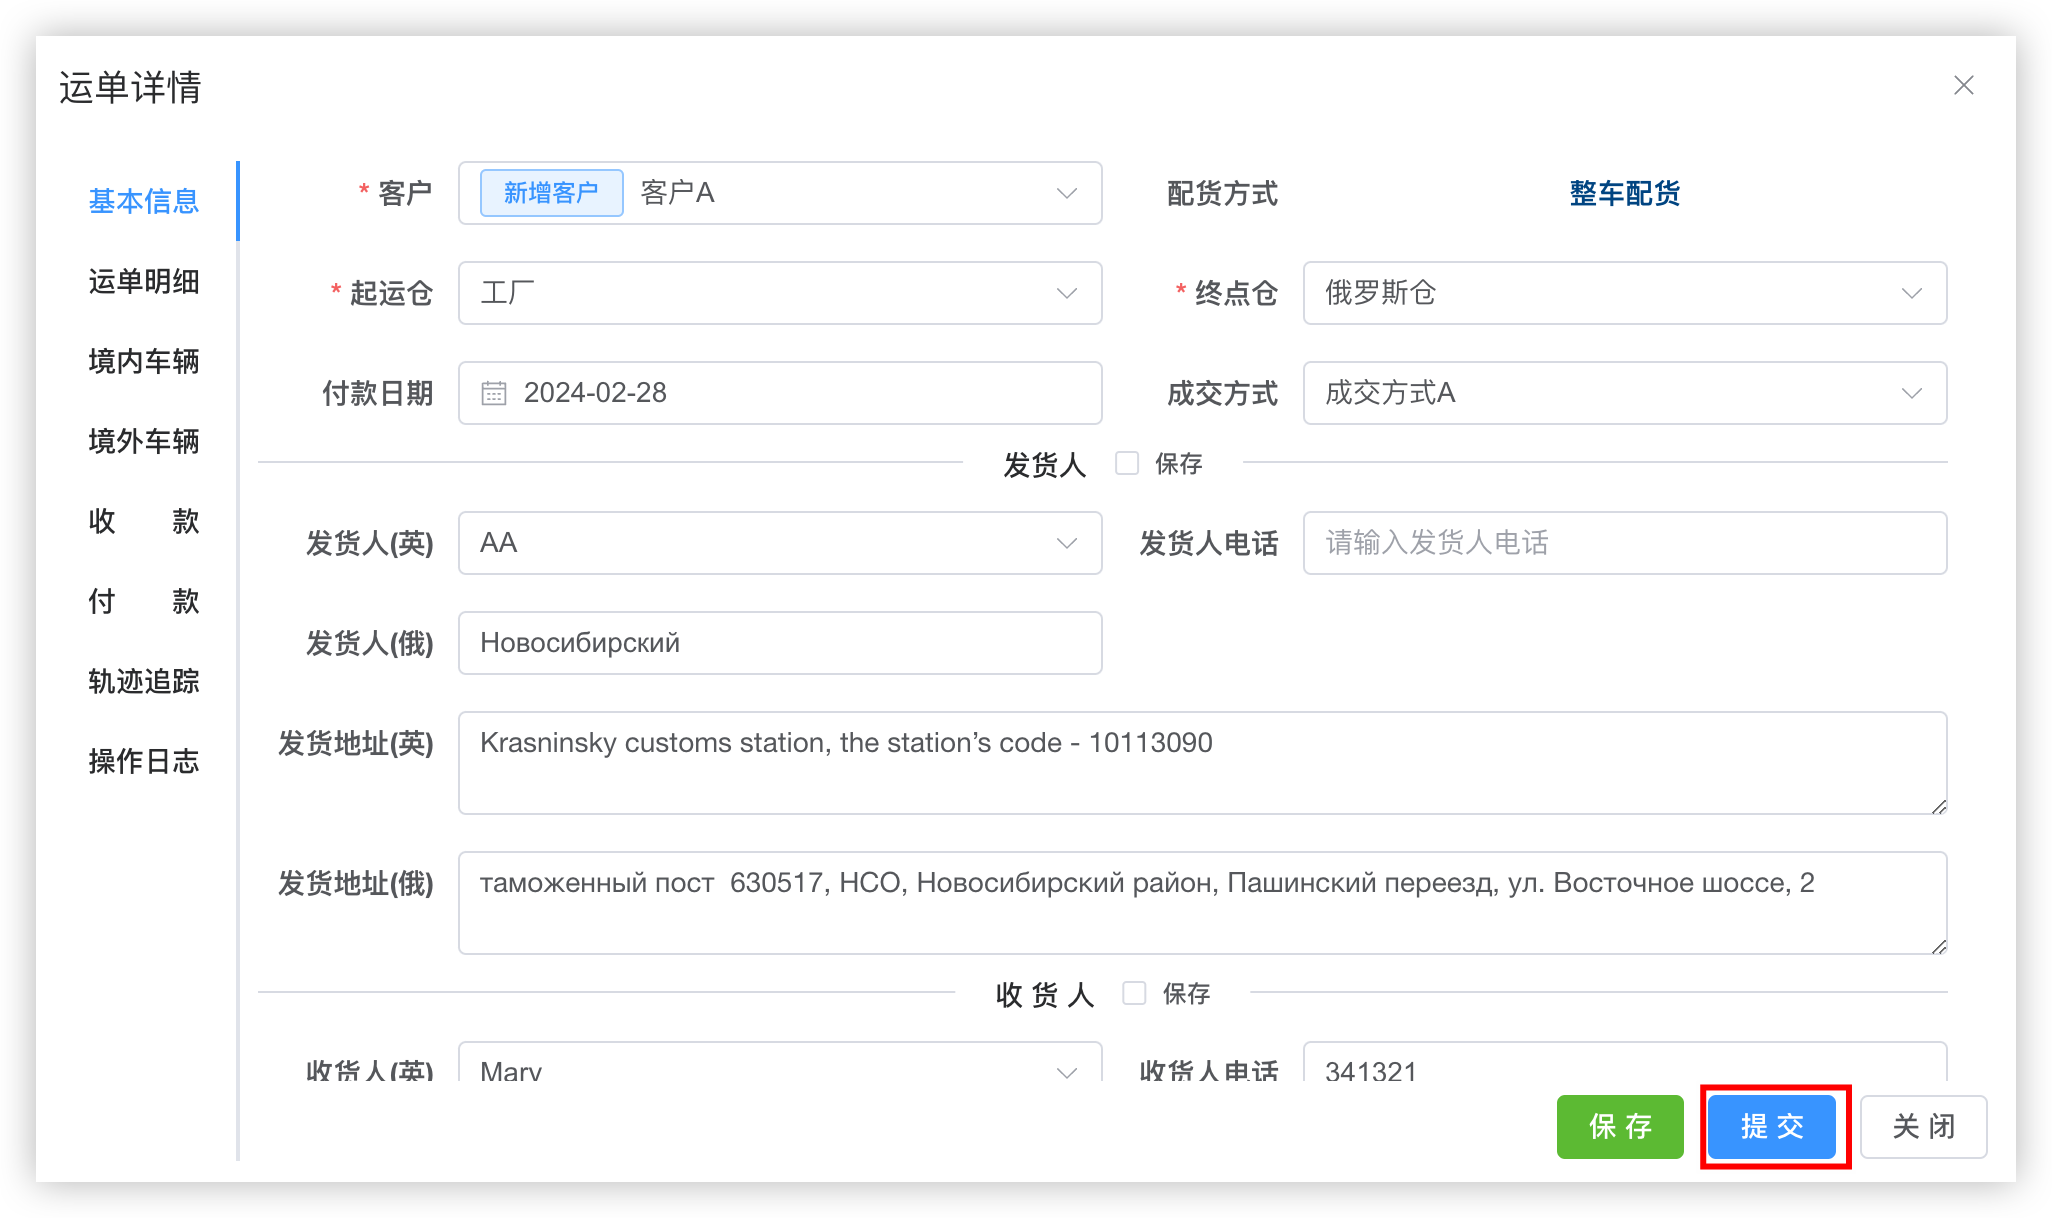 运单详情
基本信息
运单明细
境内车辆
境外车辆
收 款
付 款
轨迹追踪
操作日志
* 客户 新增客户 客户A 配货方式 整车配货
* 起运仓 工厂 * 终点仓 俄罗斯仓
付款日期 2024-02-28 成交方式 成交方式A
发货人 保存
发货人(英) AA 发货人电话 请输入发货人电话
发货人(俄) Новосибирский
发货地址(英) Krasninsky customs station, the station’s code - 10113090
发货地址(俄) таможенный пост  630517, НСО, Новосибирский район, Пашинский переезд, ул. Восточное шоссе, 2
收 货 人 保存
收货人(英) Mary 收货人电话 341321
保 存 提 交 关 闭